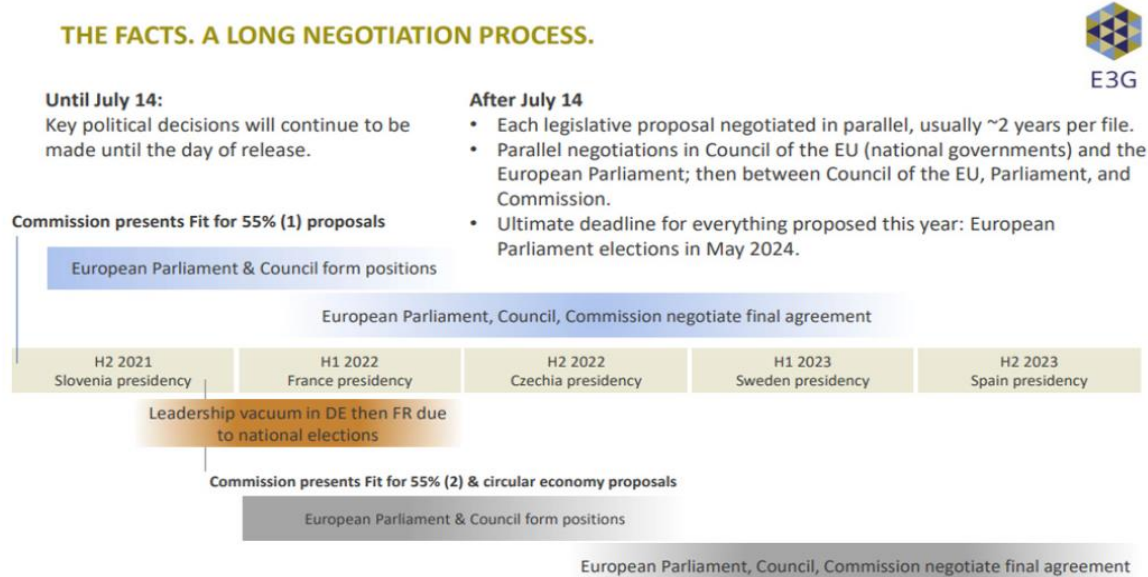 THE FACTS. A LONG NEGOTIATION PROCESS.
E3G
Until July 14:
Key political decisions will continue to
made until the day of release.
After July 14
• Each legislative proposal negotiated in parallel, usually ~2 years per file.
• Parallel negotiations in Council of the EU (national governments) and the
European Parliament; then between Council of the EU, Parliament, and
Commission.
• Ultimate deadline for everything proposed this year: European
Parliament elections in May 2024.
Commission presents Fit for 55% (1) proposals
European Parliament & Council form positions
European Parliament, Council, Commission negotiate final agreement
H2 2021
Slovenia presidency
H1 2022
France presidency
H2 2022
Czechia presidency
H1 2023
Sweden presidency
H2 2023
Spain presidency
Leadership vacuum in DE then FR due
to national elections
Commission presents Fit for 55% (2) & circular economy proposals
European Parliament & Council form positions
European Parliament, Council, Commission negotiate final agreement